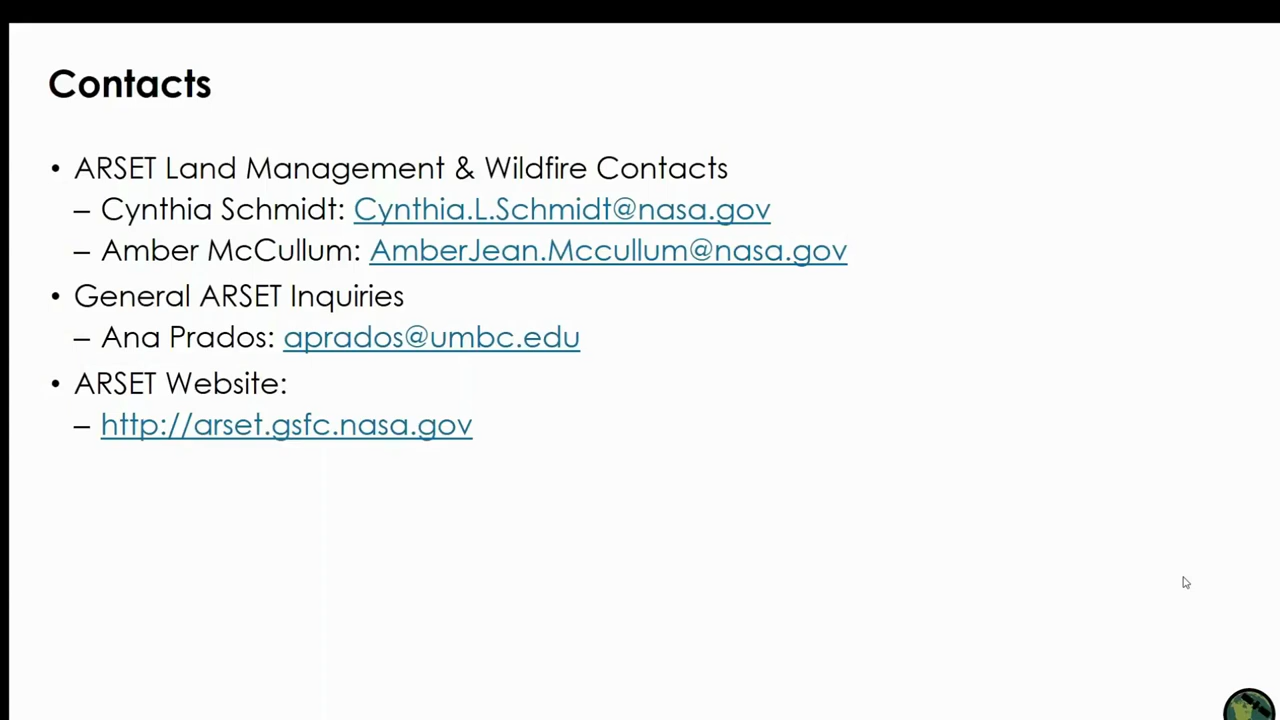 Contacts
• ARSET Land Management & Wildfire Contacts
– Cynthia Schmidt: Cynthia.L.Schmidt@nasa.gov
– Amber McCullum: AmberJean.Mccullum@nasa.gov
• General ARSET Inquiries
– Ana Prados: aprados@umbc.edu
• ARSET Website:
– http://arset.gsfc.nasa.gov